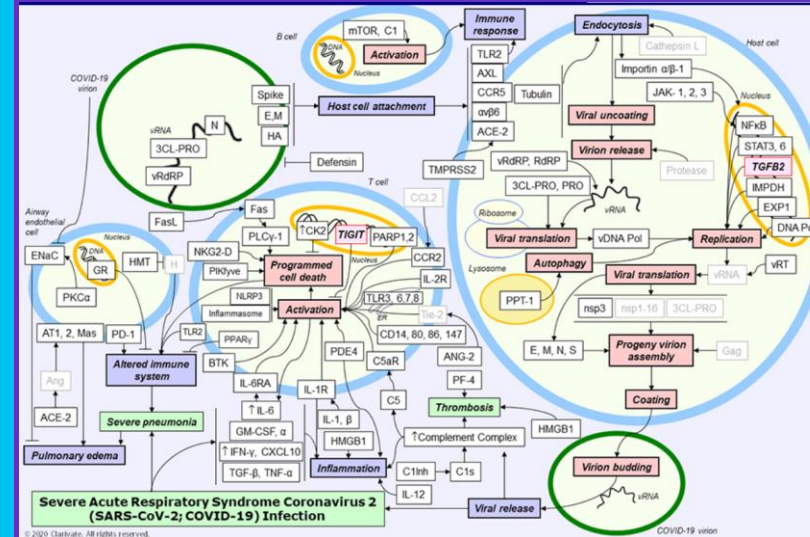 B cell
mTOR, C1
DNA
Nucleus
Activation
Immune response
Endocytosis
Host cell
Cathepsin L
Importin α/β-1
Nucleus
JAK- 1, 2, 3
TLR2
AXL
CCR5
αvβ6
ACE-2
Tubulin
NFκB
STAT3, 6
TGFB2
IMPDH
EXP1
DNA Pol
COVID-19 virion
Spike
E,M
HA
Host cell attachment
vRNA
N
3CL-PRO
vRdRP
Defensin
TMPRSS2
Viral uncoating
Virion release
Protease
vRdRP, RdRP
3CL-PRO, PRO
vRNA
Ribosome
Viral translation
vDNA Pol
Replication
Lysosome
Autophagy
PPT-1
Viral translation
vRNA
vRT
nsp3
nsp1-16
3CL-PRO
E, M, N, S
Progeny virion assembly
Gag
Coating
T cell
CCL2
FasL
Fas
PLCγ-1
↑CK2
TIGIT
PARP1,2
Nucleus
CCR2
NKG2-D
PIKfyve
Programmed cell death
IL-2R
NLRP3
Inflammasome
Activation
TLR3, 6,7,8
ER
Tie-2
TLR2
PPARγ
CD14, 80, 86, 147
BTK
PDE4
C5aR
ANG-2
PF-4
Airway endothelial cell
Nucleus
ENaC
DNA
GR
HMT
H
PKCα
AT1, 2, Mas
PD-1
Ang
ACE-2
Altered immune system
Severe pneumonia
Pulmonary edema
IL-6RA
↑IL-6
GM-CSF, α
↑IFN-γ, CXCL10
TGF-β, TNF-α
IL-1R
IL-1, β
HMGB1
Inflammation
C5
Thrombosis
↑Complement Complex
HMGB1
C1Inh
C1s
IL-12
Viral release
Virion budding
vRNA
COVID-19 virion
Severe Acute Respiratory Syndrome Coronavirus 2
(SARS-CoV-2; COVID-19) Infection
© 2020 Clarivate. All rights reserved.